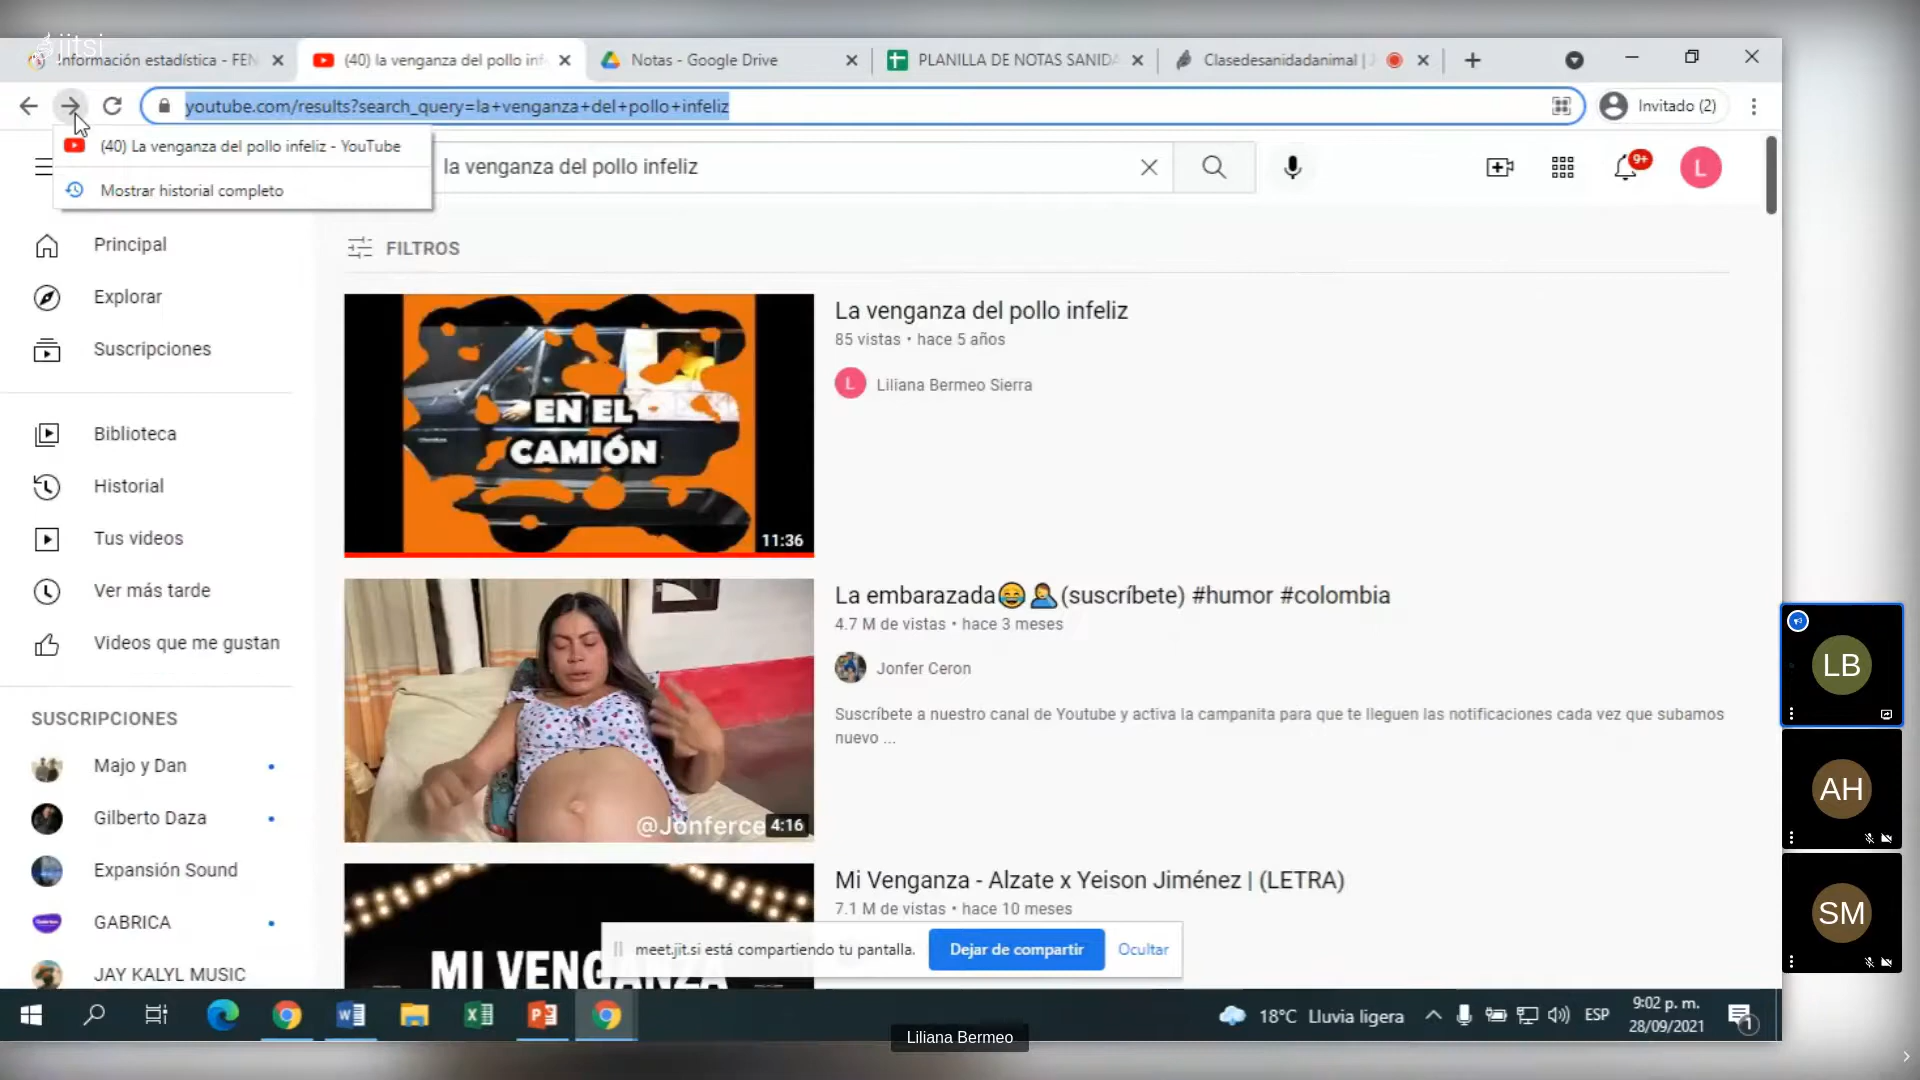 jitsi
Información estadística - FEN
(40) la venganza del pollo inf
Notas - Google Drive
PLANILLA DE NOTAS SANIDA
Clasedesanidadanimal | J
youtube.com/results?search_query=la+venganza+del+pollo+infeliz
Invitado (2)
(40) La venganza del pollo infeliz - YouTube
Mostrar historial completo
la venganza del pollo infeliz
9+
L
Principal
Explorar
Suscripciones
Biblioteca
Historial
Tus videos
Ver más tarde
Videos que me gustan
SUSCRIPCIONES
Majo y Dan
Gilberto Daza
Expansión Sound
GABRICA
JAY KALYL MUSIC
FILTROS
EN EL
CAMIÓN
11:36
La venganza del pollo infeliz
85 vistas • hace 5 años
L
Liliana Bermeo Sierra
@Jonferce
4:16
La embarazada😂🤦(suscríbete) #humor #colombia
4.7 M de vistas • hace 3 meses
Jonfer Ceron
Suscríbete a nuestro canal de Youtube y activa la campanita para que te lleguen las notificaciones cada vez que subamos
nuevo ...
MI VENGANZA
Mi Venganza - Alzate x Yeison Jiménez | (LETRA)
7.1 M de vistas • hace 10 meses
meet.jit.si está compartiendo tu pantalla.
Dejar de compartir
Ocultar
LB
AH
SM
18°C Lluvia ligera
ESP
9:02 p. m.
28/09/2021
1
Liliana Bermeo